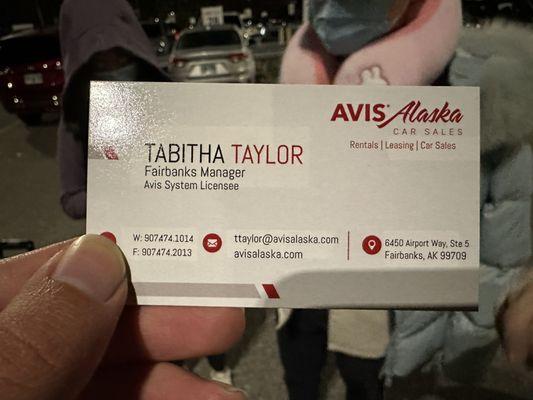 AVIS® Alaska
CAR SALES
Rentals | Leasing | Car Sales
TABITHA TAYLOR
Fairbanks Manager
Avis System Licensee
W: 907.474.1014
F: 907.474.2013
ttaylor@avisalaska.com
avisalaska.com
6450 Airport Way, Ste 5
Fairbanks, AK 99709